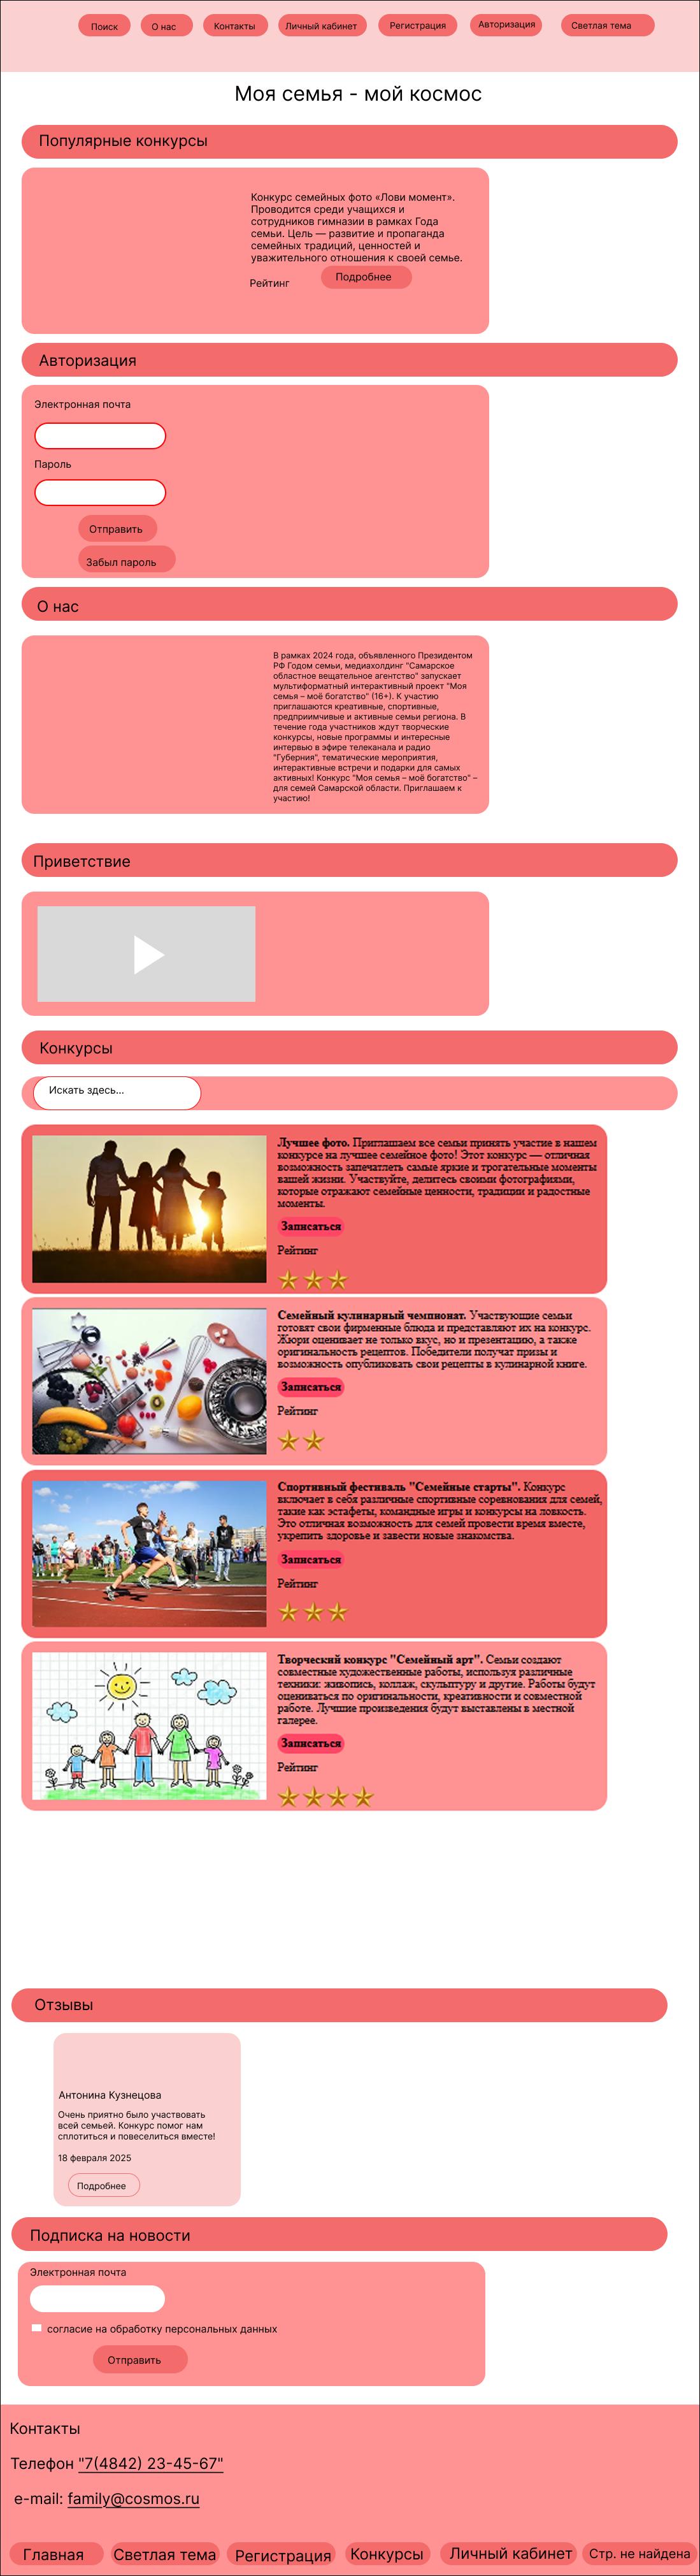 Поиск
О нас
Контакты
Личный кабинет
Регистрация
Авторизация
Светлая тема
Моя семья - мой космос
Популярные конкурсы
Конкурс семейных фото «Лови момент».
Проводится среди учащихся и
сотрудников гимназии в рамках Года
семьи. Цель — развитие и пропаганда
семейных традиций, ценностей и
уважительного отношения к своей семье.
Рейтинг
Подробнее
Авторизация
Электронная почта
Пароль
Отправить
Забыл пароль
О нас
В рамках 2024 года, объявленного Президентом
РФ Годом семьи, медиахолдинг "Самарское
областное вещательное агентство" запускает
мультиформатный интерактивный проект "Моя
семья – моё богатство" (16+). К участию
приглашаются креативные, спортивные,
предприимчивые и активные семьи региона. В
течение года участников ждут творческие
конкурсы, новые программы и интересные
интервью в эфире телеканала и радио
"Губерния", тематические мероприятия,
интерактивные встречи и подарки для самых
активных! Конкурс "Моя семья – моё богатство" –
для семей Самарской области. Приглашаем к
участию!
Приветствие
Конкурсы
Искать здесь...
Лучшее фото. Приглашаем все семьи принять участие в нашем
конкурсе на лучшее семейное фото! Этот конкурс — отличная
возможность запечатлеть самые яркие и трогательные моменты
вашей жизни. Участвуйте, делитесь своими фотографиями,
которые отражают семейные ценности, традиции и радостные
моменты.
Записаться
Рейтинг
Семейный кулинарный чемпионат. Участвующие семьи
готовят свои фирменные блюда и представляют их на конкурс.
Жюри оценивает не только вкус, но и презентацию, а также
оригинальность рецептов. Победители получат призы и
возможность опубликовать свои рецепты в кулинарной книге.
Записаться
Рейтинг
Спортивный фестиваль "Семейные старты". Конкурс
включает в себя различные спортивные соревнования для семей,
такие как эстафеты, командные игры и конкурсы на ловкость.
Это отличная возможность для семей провести время вместе,
укрепить здоровье и завести новые знакомства.
Записаться
Рейтинг
Творческий конкурс "Семейный арт". Семьи создают
совместные художественные работы, используя различные
техники: живопись, коллаж, скульптуру и другие. Работы будут
оцениваться по оригинальности, креативности и совместной
работе. Лучшие произведения будут выставлены в местной
галерее.
Записаться
Рейтинг
Отзывы
Антонина Кузнецова
Очень приятно было участвовать
всей семьей. Конкурс помог нам
сплотиться и повеселиться вместе!
18 февраля 2025
Подробнее
Подписка на новости
Электронная почта
согласие на обработку персональных данных
Отправить
Контакты
Телефон "7(4842) 23-45-67"
e-mail: family@cosmos.ru
Главная
Светлая тема
Регистрация
Конкурсы
Личный кабинет
Стр. не найдена